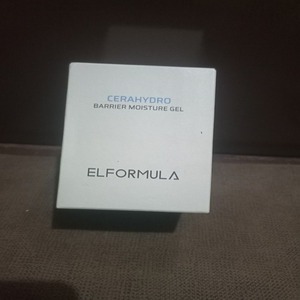 CERAHYDRO
BARRIER MOISTURE GEL
ELFORMULA